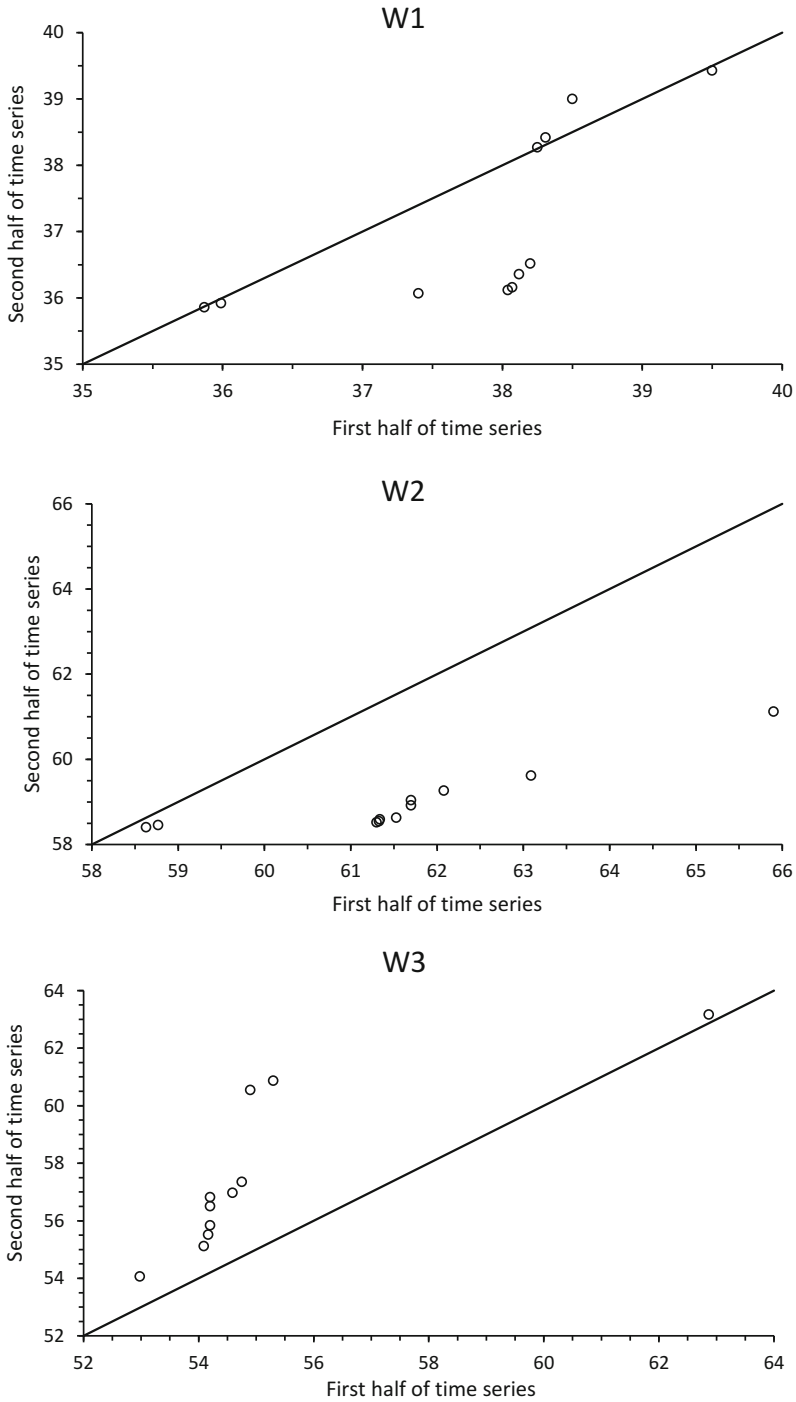 W1
40
39
38
37
36
35
Second half of time series
35 36 37 38 39 40
First half of time series
W2
66
64
62
60
58
Second half of time series
58 59 60 61 62 63 64 65 66
First half of time series
W3
64
62
60
58
56
54
52
Second half of time series
52 54 56 58 60 62 64
First half of time series